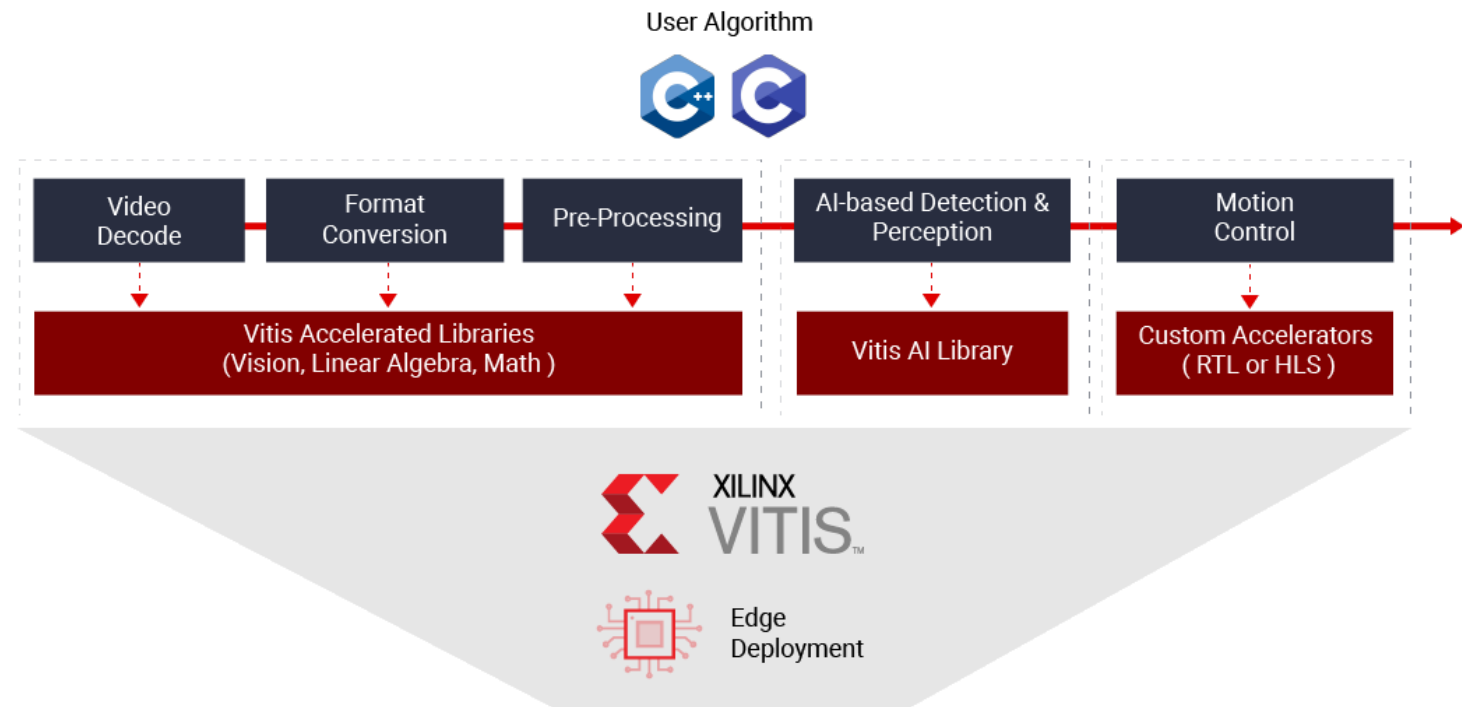 User Algorithm
C++
C
Video
Decode
Format
Conversion
Pre-Processing
AI-based Detection &
Perception
Motion
Control
Vitis Accelerated Libraries
(Vision, Linear Algebra, Math )
Vitis AI Library
Custom Accelerators
( RTL or HLS )
XILINX
VITIS™
Edge
Deployment